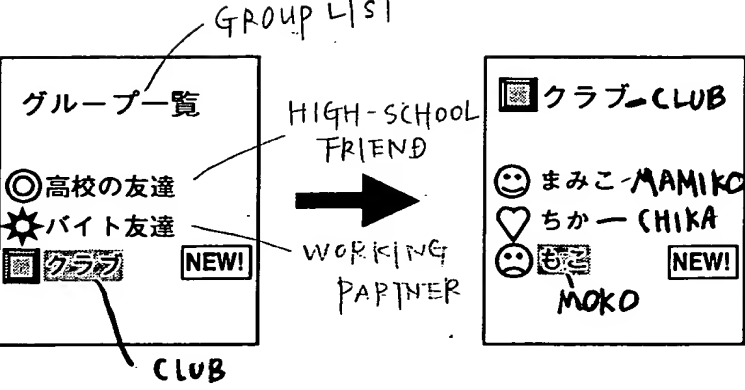 GROUP LIST
グループ一覧
HIGH-SCHOOL
FRIEND
高校の友達
バイト友達
クラブ NEW!
WORKING
PARTNER
CLUB
クラブ CLUB
まみこ MAMIKO
ちか CHIKA
もこ NEW!
MOKO